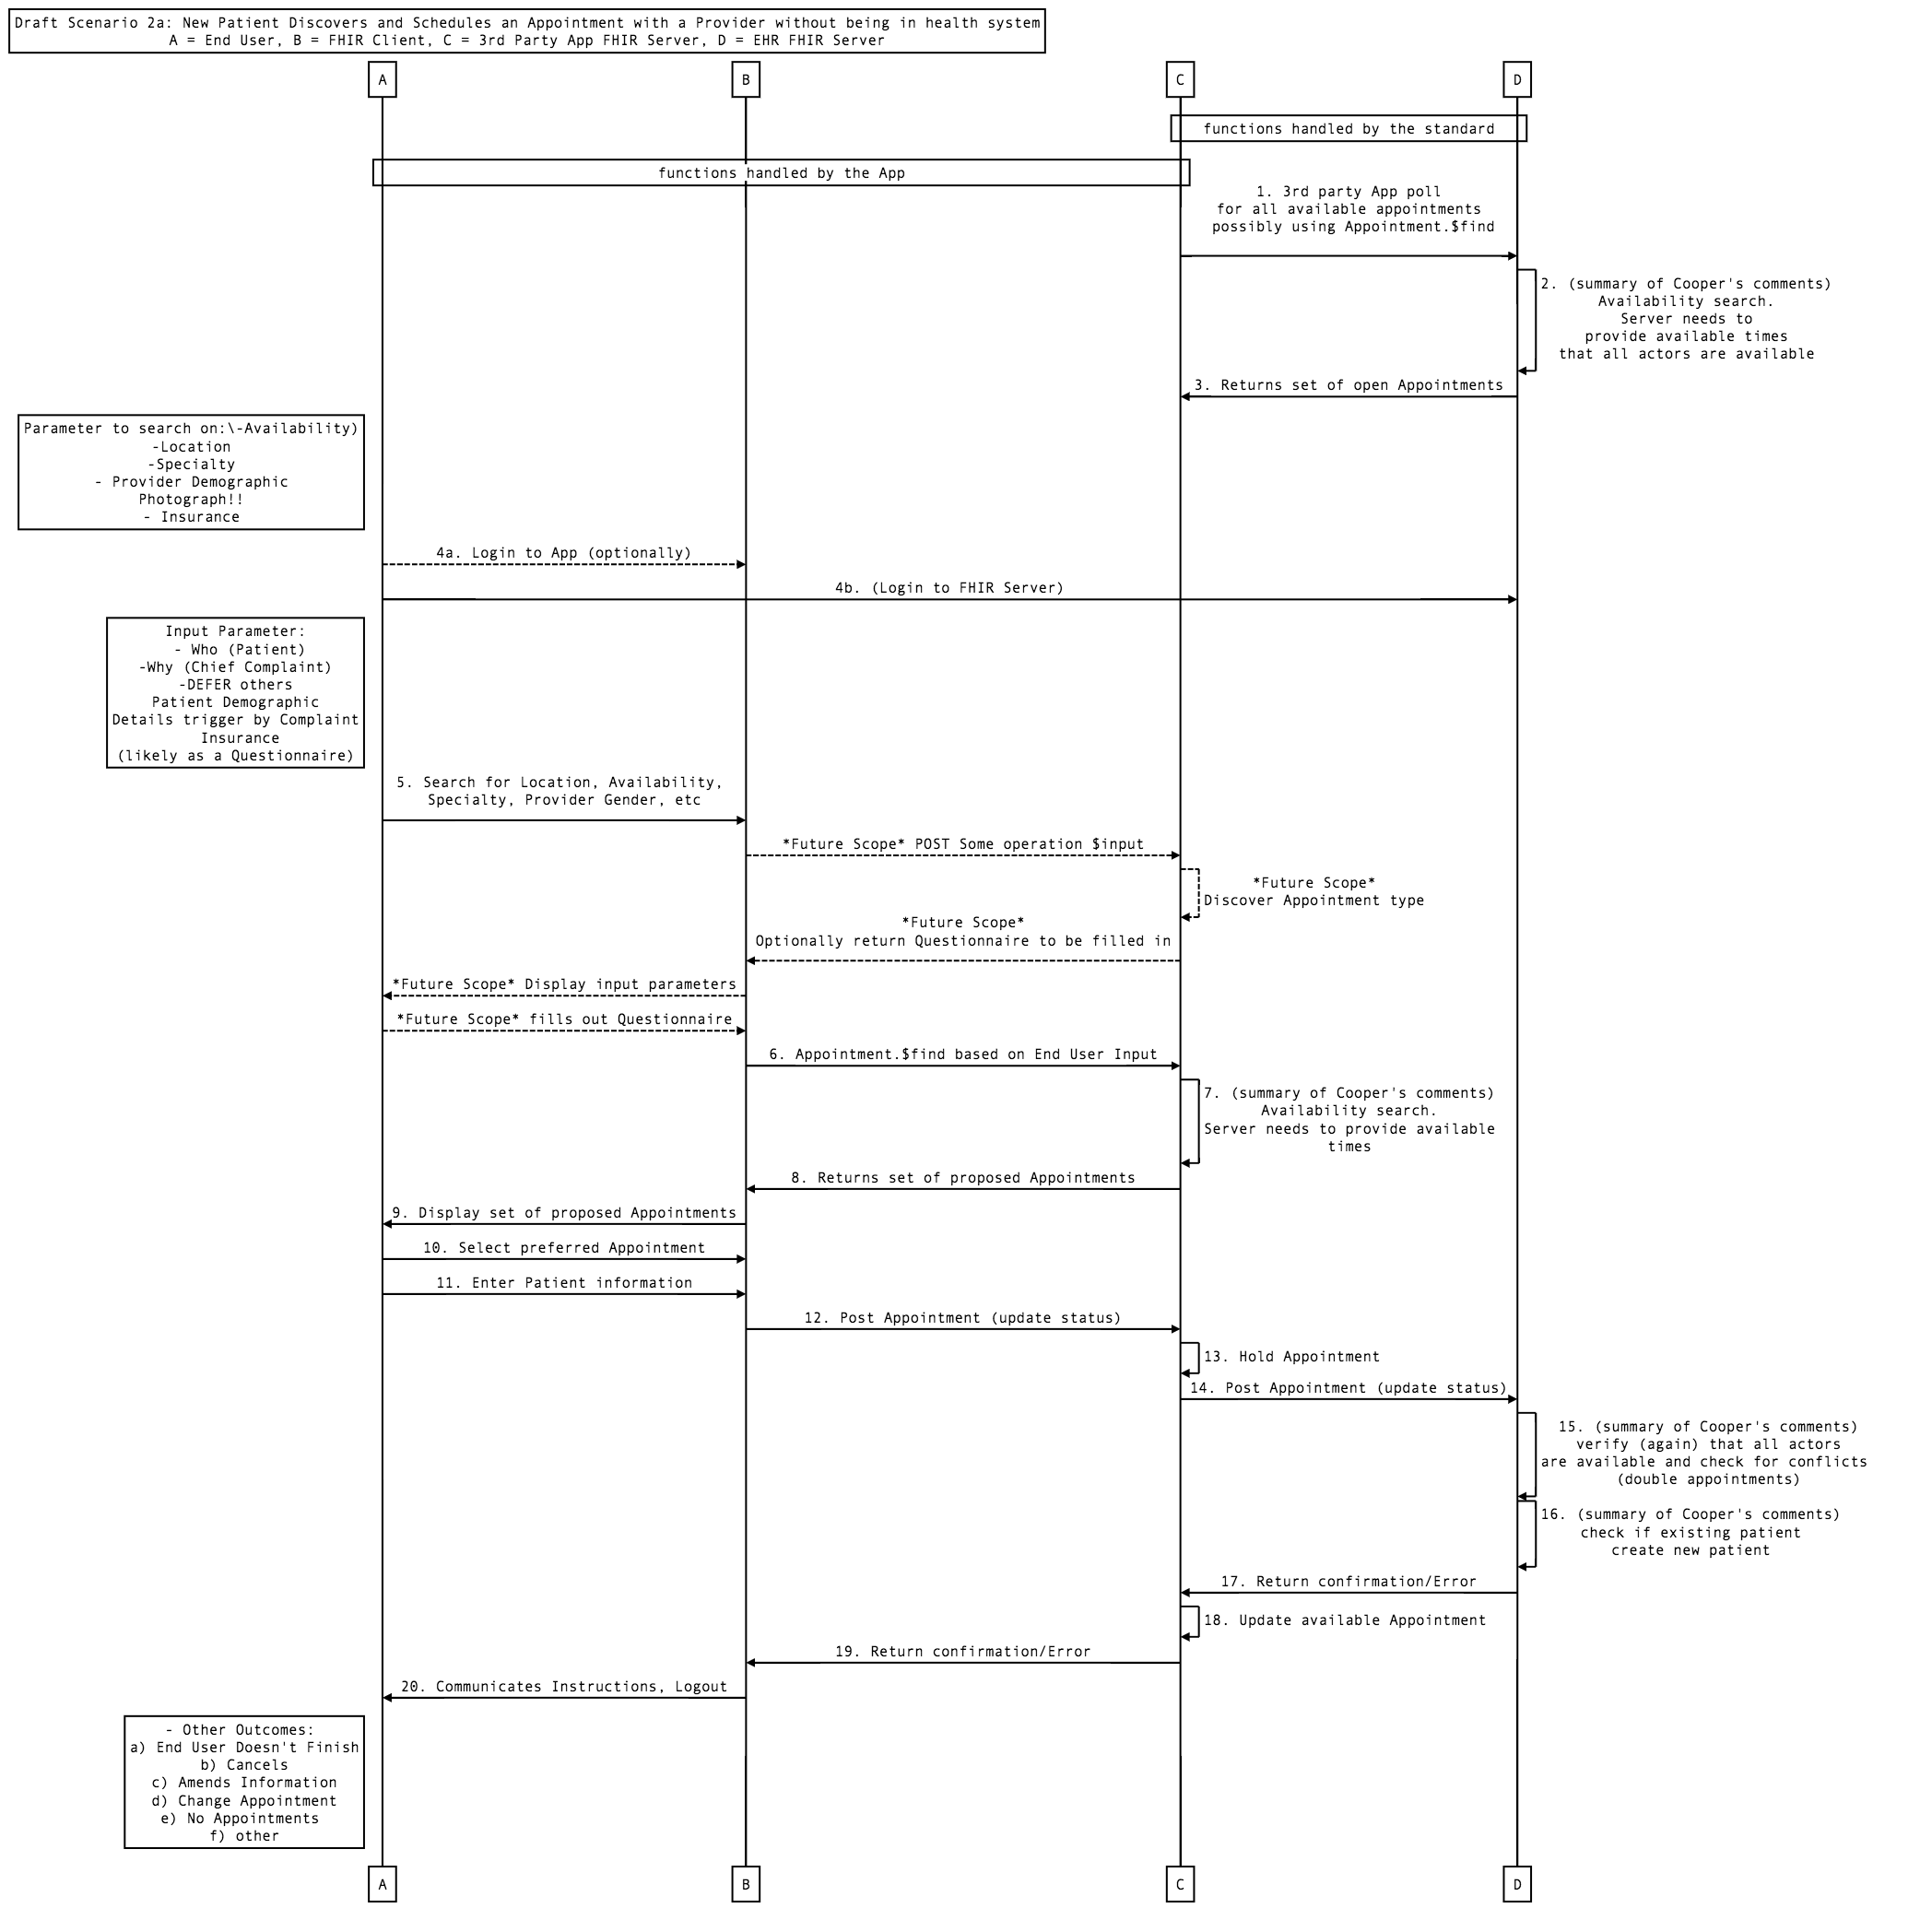 Draft Scenario 2a: New Patient Discovers and Schedules an Appointment with a Provider without being in health system
A = End User, B = FHIR Client, C = 3rd Party App FHIR Server, D = EHR FHIR Server
A
B
C
D
functions handled by the standard
functions handled by the App
1. 3rd party App poll
for all available appointments
possibly using Appointment.$find
2. (summary of Cooper's comments)
Availability search.
Server needs to
provide available times
that all actors are available
3. Returns set of open Appointments
Parameter to search on:\-Availability)
-Location
-Specialty
- Provider Demographic
Photograph!!
- Insurance
4a. Login to App (optionally)
4b. (Login to FHIR Server)
Input Parameter:
- Who (Patient)
-Why (Chief Complaint)
-DEFER others
Patient Demographic
Details trigger by Complaint
Insurance
(likely as a Questionnaire)
5. Search for Location, Availability,
Specialty, Provider Gender, etc
*Future Scope* POST Some operation $input
*Future Scope*
Discover Appointment type
*Future Scope*
Optionally return Questionnaire to be filled in
*Future Scope* Display input parameters
*Future Scope* fills out Questionnaire
6. Appointment.$find based on End User Input
7. (summary of Cooper's comments)
Availability search.
Server needs to provide available
times
8. Returns set of proposed Appointments
9. Display set of proposed Appointments
10. Select preferred Appointment
11. Enter Patient information
12. Post Appointment (update status)
13. Hold Appointment
14. Post Appointment (update status)
15. (summary of Cooper's comments)
verify (again) that all actors
are available and check for conflicts
(double appointments)
16. (summary of Cooper's comments)
check if existing patient
create new patient
17. Return confirmation/Error
18. Update available Appointment
19. Return confirmation/Error
20. Communicates Instructions, Logout
- Other Outcomes:
a) End User Doesn't Finish
b) Cancels
c) Amends Information
d) Change Appointment
e) No Appointments
f) other
A
B
C
D